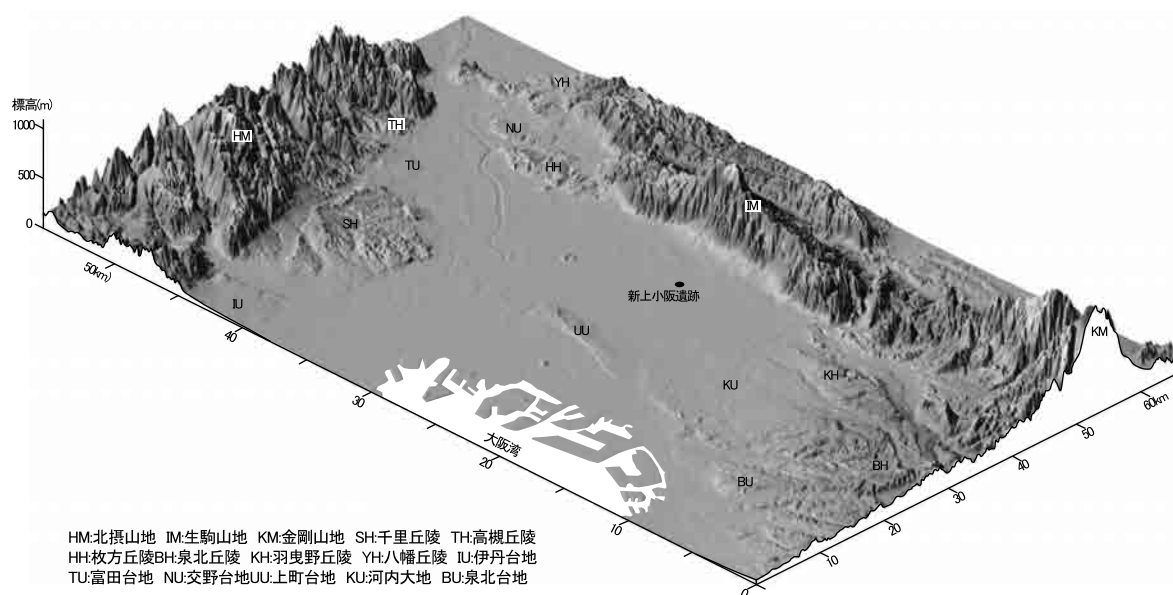 YH
標高(m)
1000
HM
TH
NU
TU
HH
500
IM
SH
0
50km)
新上小阪遺跡
IU
UU
KM
40
KU
KH
60km
30
大阪湾
50
20
BH
BU
40
30
10
20
10
0
HM:北摂山地 IM:生駒山地 KM:金剛山地 SH:千里丘陵 TH:高槻丘陵
HH:枚方丘陵BH:泉北丘陵 KH:羽曳野丘陵 YH:八幡丘陵 IU:伊丹台地
TU:富田台地 NU:交野台地UU:上町台地 KU:河内大地 BU:泉北台地